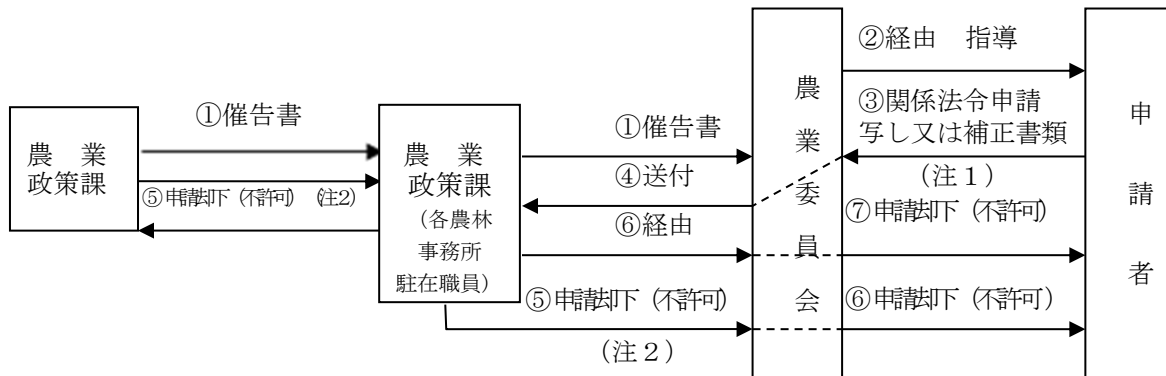 農　業
政策課
①催告書
⑤申請却下（不許可）（注2）
農　業
政策課
（各農林
事務所
駐在職員）
①催告書
④送付
⑥経由
⑤申請却下（不許可）
（注２）
農業委員会
②経由　指導
③関係法令申請
写し又は補正書類
（注１）
⑦申請却下（不許可）
⑥申請却下（不許可）
申請者